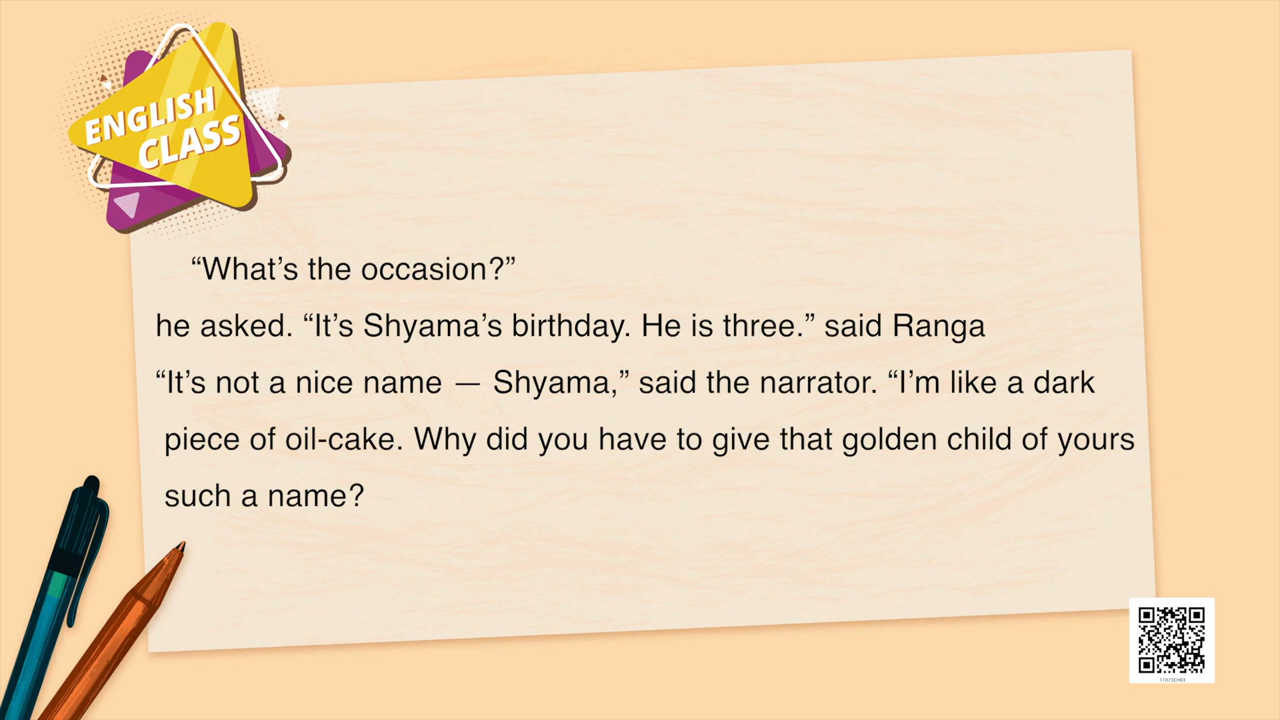 ENGLISH
CLASS
“What’s the occasion?”
he asked. “It’s Shyama’s birthday. He is three.” said Ranga
“It’s not a nice name — Shyama,” said the narrator. “I’m like a dark
piece of oil-cake. Why did you have to give that golden child of yours
such a name?